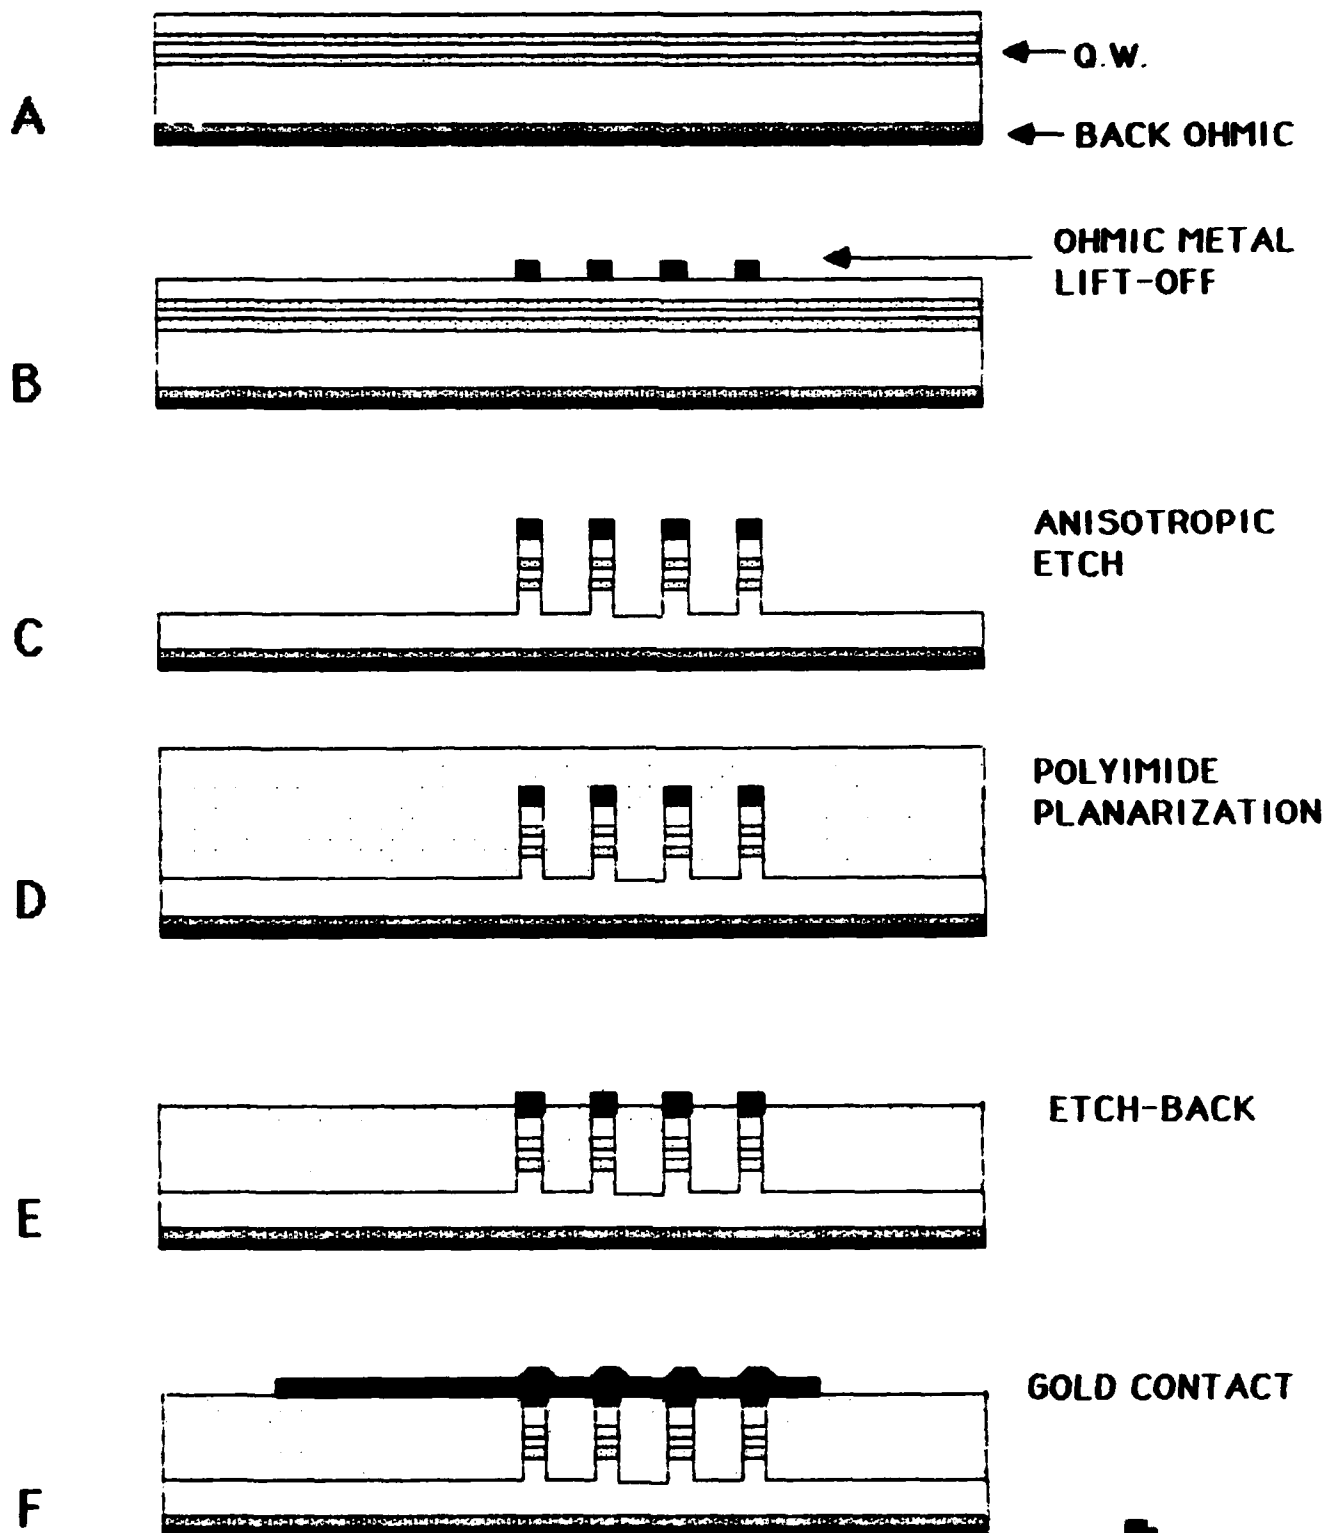 Q.W.
A
BACK OHMIC
OHMIC METAL
LIFT-OFF
B
ANISOTROPIC
ETCH
C
POLYIMIDE
PLANARIZATION
D
ETCH-BACK
E
GOLD CONTACT
F